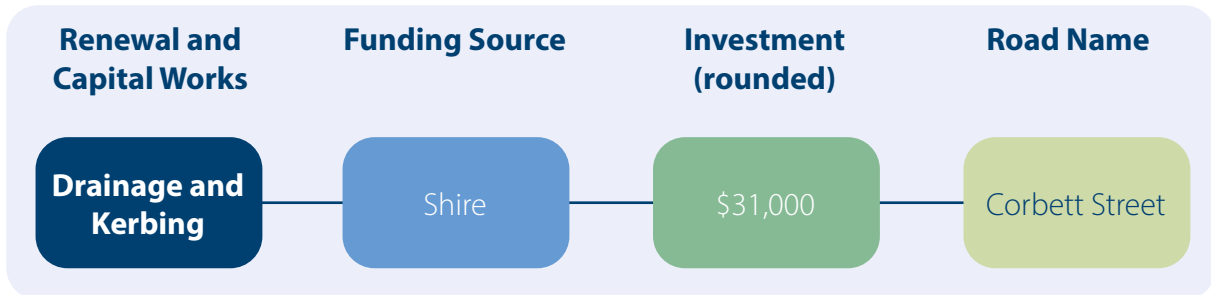 Renewal and
Capital Works
Funding Source
Investment
(rounded)
Road Name
Drainage and
Kerbing
Shire
$31,000
Corbett Street